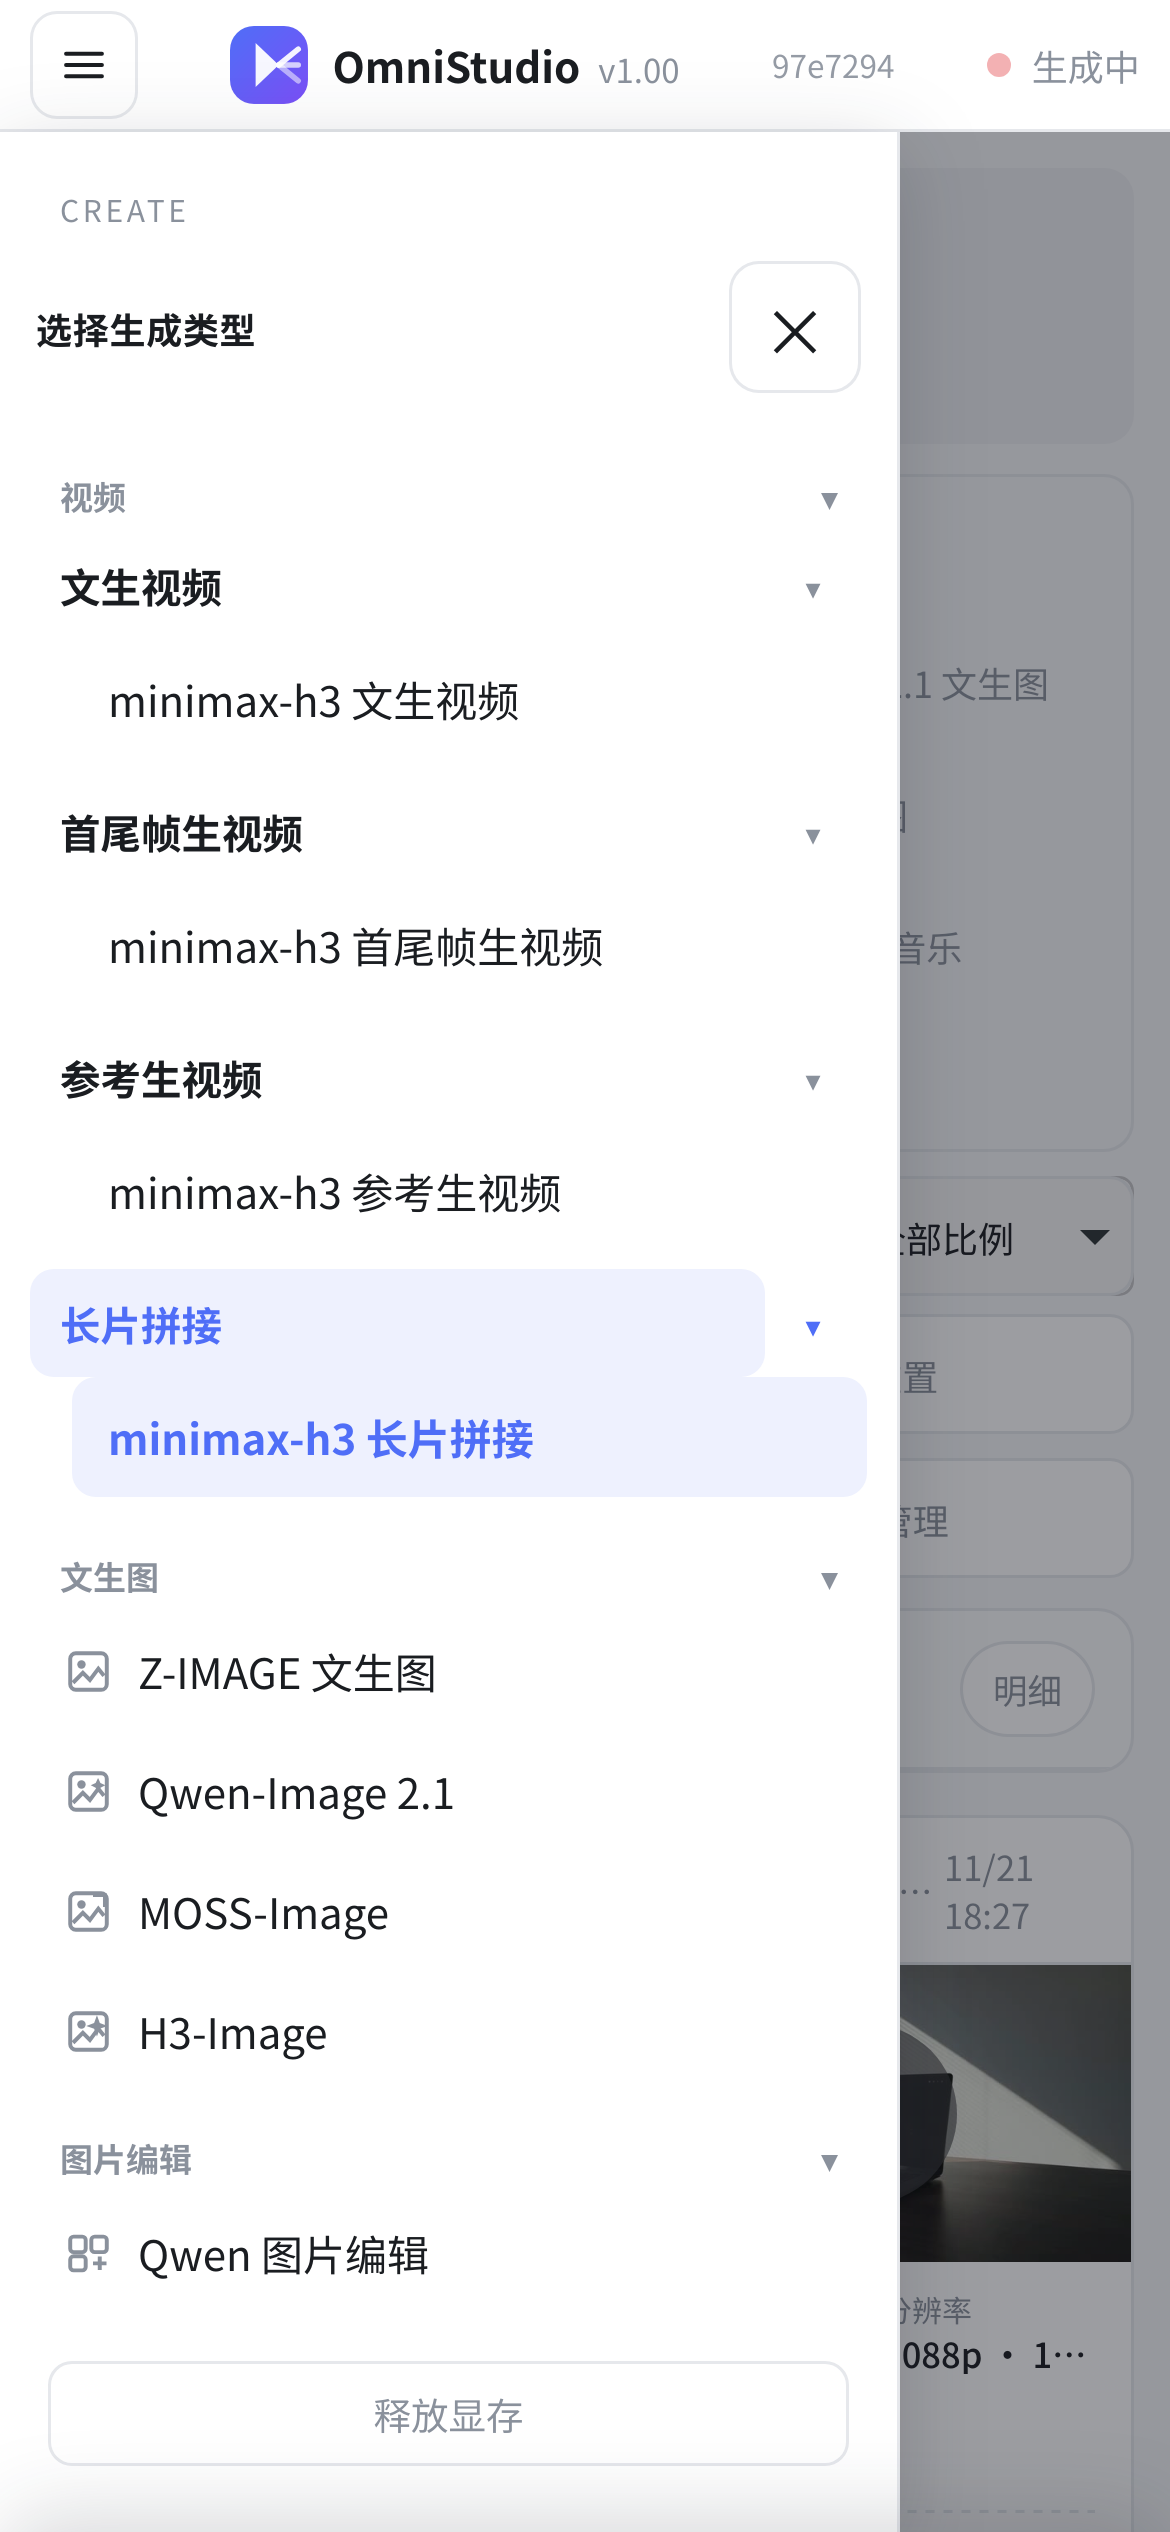 OmniStudio v1.00 97e7294 生成中
CREATE
选择生成类型
视频
文生视频
minimax-h3 文生视频
首尾帧生视频
minimax-h3 首尾帧生视频
参考生视频
minimax-h3 参考生视频
长片拼接
minimax-h3 长片拼接
文生图
Z-IMAGE 文生图
Qwen-Image 2.1
MOSS-Image
H3-Image
图片编辑
Qwen 图片编辑
释放显存
.1 文生图
音乐
部比例
置
管理
明细
... 11/21
18:27
分辨率
088p · 1...